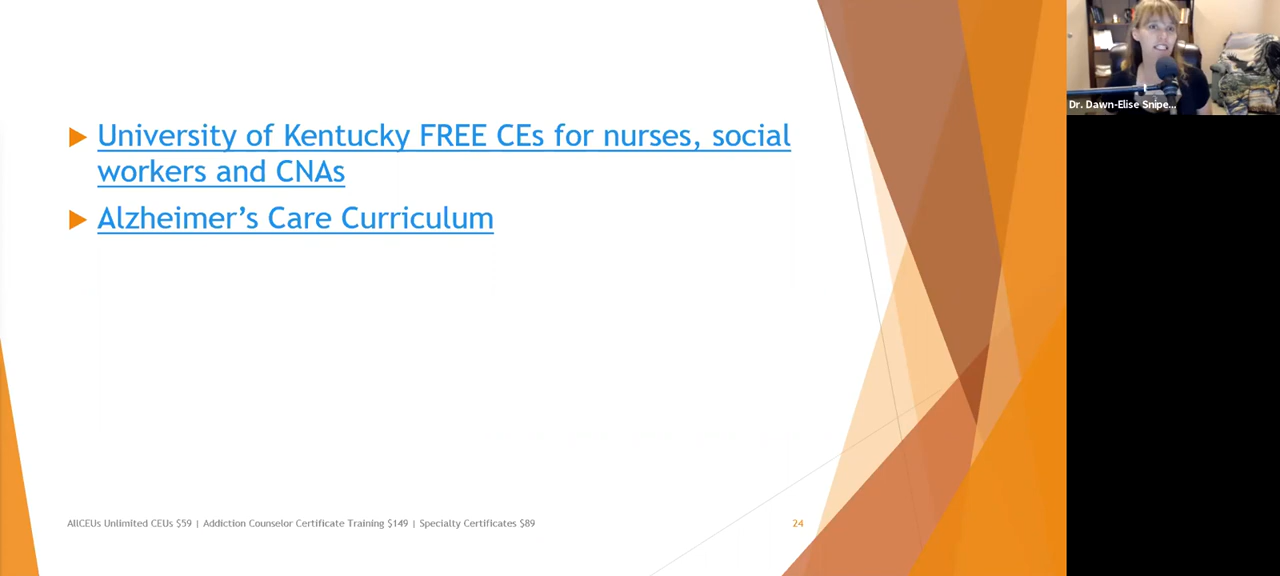 University of Kentucky FREE CEs for nurses, social
workers and CNAs
Alzheimer’s Care Curriculum
AllCEUs Unlimited CEUs $59 | Addiction Counselor Certificate Training $149 | Specialty Certificates $89
24
Dr. Dawn-Elise Snipe...